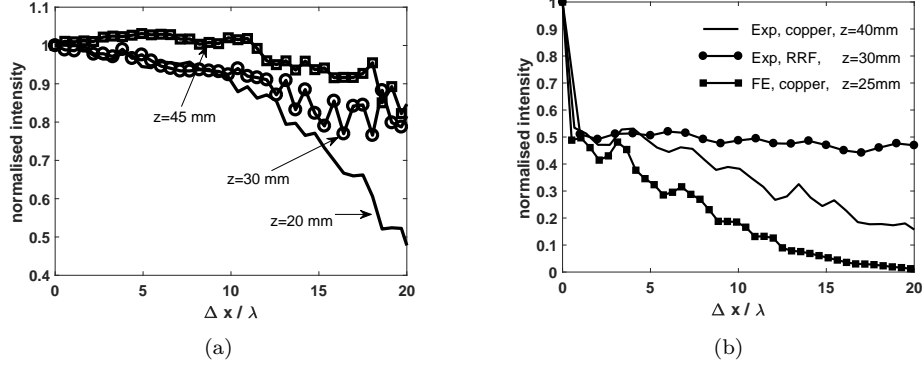 1.1
1
0.9
0.8
0.7
0.6
0.5
0.4
0
5
10
15
20
normalised intensity
Δ x / λ
z=45 mm
z=30 mm
z=20 mm
(a)
1
0.9
0.8
0.7
0.6
0.5
0.4
0.3
0.2
0.1
0
0
5
10
15
20
normalised intensity
Δ x / λ
Exp, copper, z=40mm
Exp, RRF, z=30mm
FE, copper, z=25mm
(b)